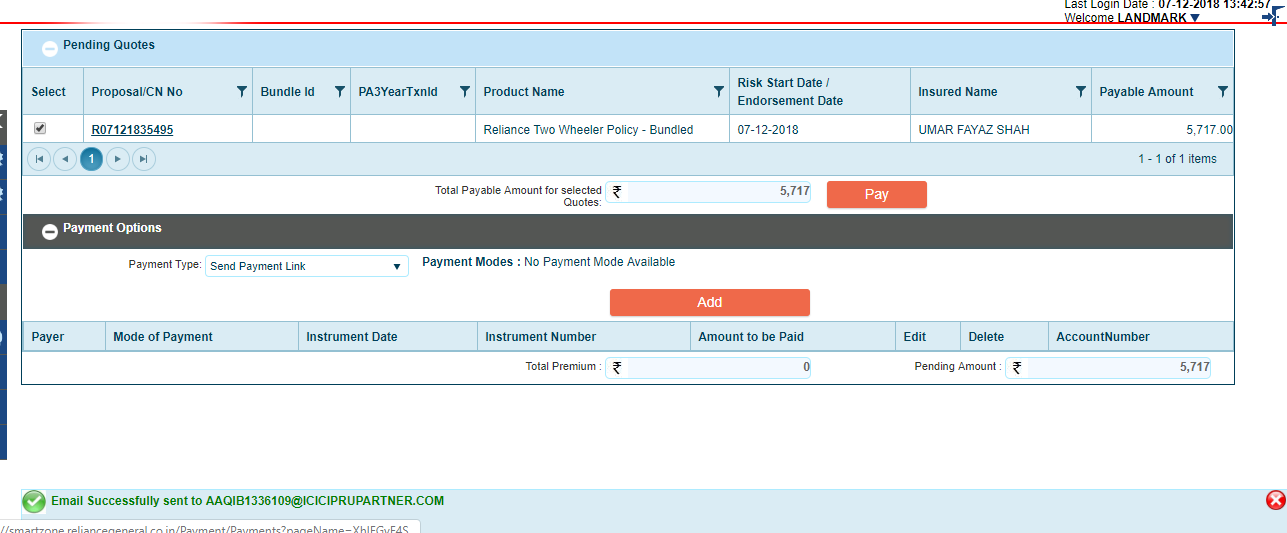 Last Login Date : 07-12-2018 13:42:57
Welcome LANDMARK
Pending Quotes
Select Proposal/CN No Bundle Id PA3YearTxnId Product Name Risk Start Date / Endorsement Date Insured Name Payable Amount
R07121835495 Reliance Two Wheeler Policy - Bundled 07-12-2018 UMAR FAYAZ SHAH 5,717.00
1 1 - 1 of 1 items
Total Payable Amount for selected Quotes: ₹ 5,717 Pay
Payment Options
Payment Type: Send Payment Link Payment Modes : No Payment Mode Available
Add
Payer Mode of Payment Instrument Date Instrument Number Amount to be Paid Edit Delete AccountNumber
Total Premium : ₹ 0 Pending Amount : ₹ 5,717
Email Successfully sent to AAQIB1336109@ICICIPRUPARTNER.COM
//smartzone.reliancegeneral.co.in/Payment/Payments?pageName=